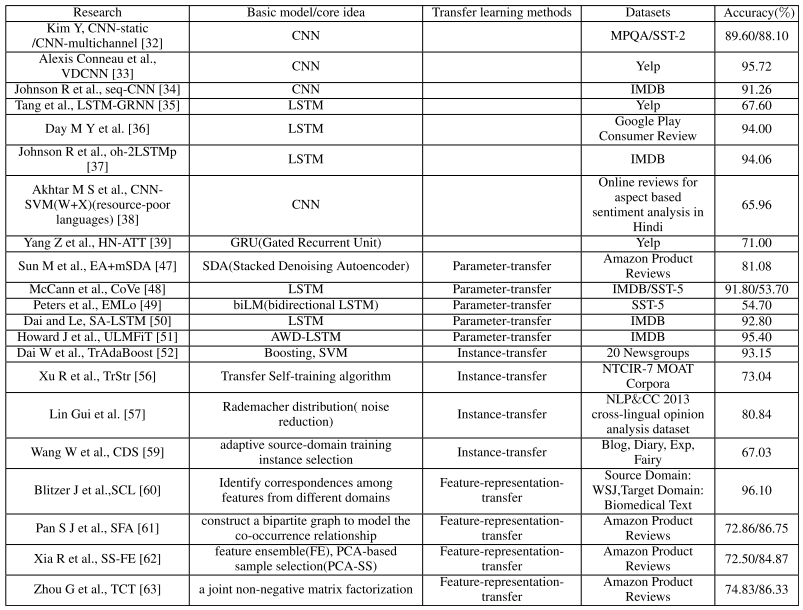 Research Basic model/core idea Transfer learning methods Datasets Accuracy(%)
Kim Y, CNN-static
/CNN-multichannel [32] CNN MPQA/SST-2 89.60/88.10
Alexis Conneau et al.,
VDCNN [33] CNN Yelp 95.72
Johnson R et al., seq-CNN [34] CNN IMDB 91.26
Tang et al., LSTM-GRNN [35] LSTM Yelp 67.60
Day M Y et al. [36] LSTM Google Play
Consumer Review 94.00
Johnson R et al., oh-2LSTMp
[37] LSTM IMDB 94.06
Akhtar M S et al., CNN-
SVM(W+X)(resource-poor
languages) [38] CNN Online reviews for
aspect based
sentiment analysis in
Hindi 65.96
Yang Z et al., HN-ATT [39] GRU(Gated Recurrent Unit) Yelp 71.00
Sun M et al., EA+mSDA [47] SDA(Stacked Denoising Autoencoder) Parameter-transfer Amazon Product
Reviews 81.08
McCann et al., CoVe [48] LSTM Parameter-transfer IMDB/SST-5 91.80/53.70
Peters et al., EMLo [49] biLM(bidirectional LSTM) Parameter-transfer SST-5 54.70
Dai and Le, SA-LSTM [50] LSTM Parameter-transfer IMDB 92.80
Howard J et al., ULMFiT [51] AWD-LSTM Parameter-transfer IMDB 95.40
Dai W et al., TrAdaBoost [52] Boosting, SVM Instance-transfer 20 Newsgroups 93.15
Xu R et al., TrStr [56] Transfer Self-training algorithm Instance-transfer NTCIR-7 MOAT
Corpora 73.04
Lin Gui et al. [57] Rademacher distribution( noise
reduction) Instance-transfer NLP&CC 2013
cross-lingual opinion
analysis dataset 80.84
Wang W et al., CDS [59] adaptive source-domain training
instance selection Instance-transfer Blog, Diary, Exp,
Fairy 67.03
Blitzer J et al.,SCL [60] Identify correspondences among
features from different domains Feature-representation-
transfer Source Domain:
WSJ,Target Domain:
Biomedical Text 96.10
Pan S J et al., SFA [61] construct a bipartite graph to model the
co-occurrence relationship Feature-representation-
transfer Amazon Product
Reviews 72.86/86.75
Xia R et al., SS-FE [62] feature ensemble(FE), PCA-based
sample selection(PCA-SS) Feature-representation-
transfer Amazon Product
Reviews 72.50/84.87
Zhou G et al., TCT [63] a joint non-negative matrix factorization Feature-representation-
transfer Amazon Product
Reviews 74.83/86.33